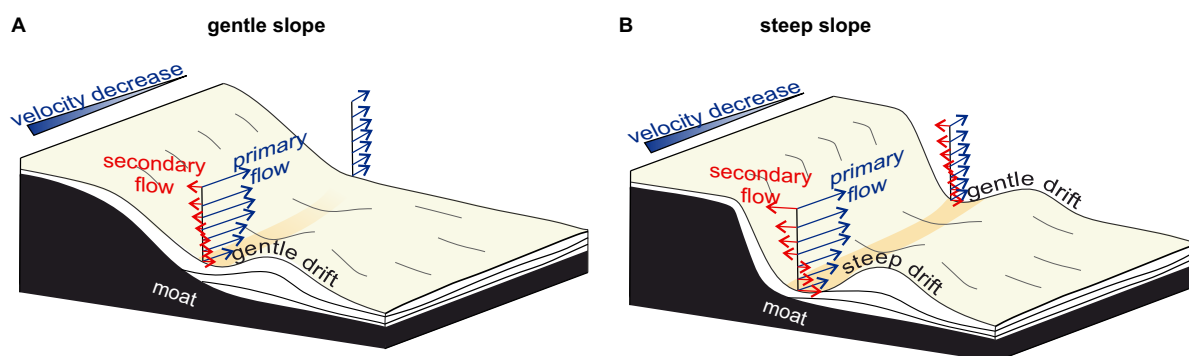 A
gentle slope
velocity decrease
secondary
flow
primary
flow
gentle drift
moat
B
steep slope
velocity decrease
secondary
flow
primary
flow
gentle drift
steep drift
moat